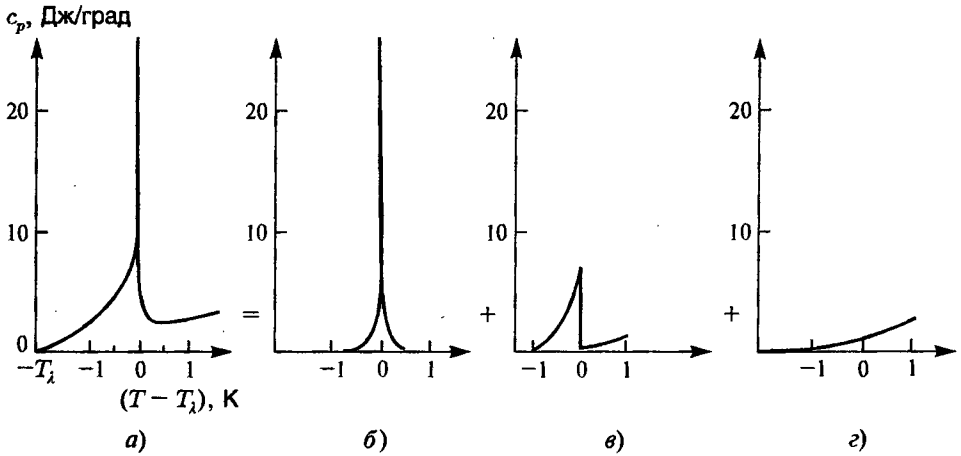 c_p, Дж/град
20 20 20 20
10 10 10 10
0 = + +
−T_λ −1 0 1 −1 0 1 −1 0 1 −1 0 1
(T − T_λ), К
а) б) в) г)